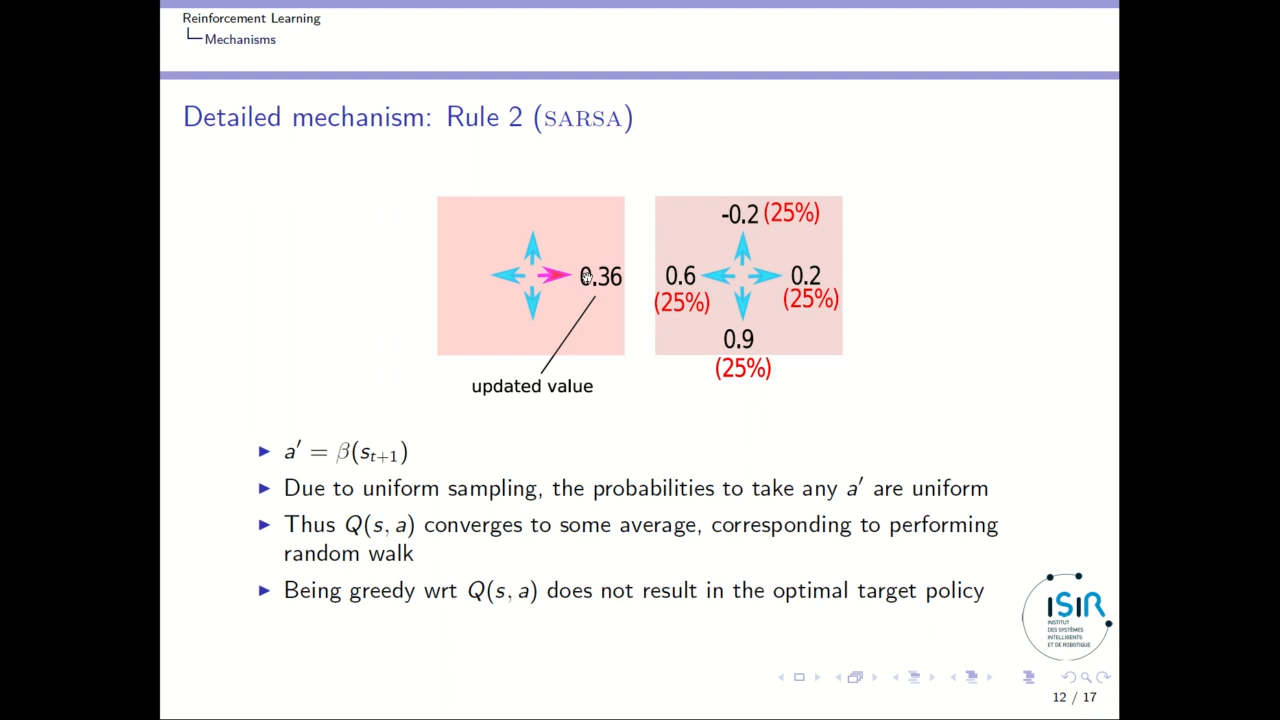 Reinforcement Learning
Mechanisms
Detailed mechanism: Rule 2 (SARSA)
-0.2 (25%)
0.36
0.6
0.2
(25%)
(25%)
0.9
(25%)
updated value
a′ = β(sₜ₊₁)
Due to uniform sampling, the probabilities to take any a′ are uniform
Thus Q(s, a) converges to some average, corresponding to performing
random walk
Being greedy wrt Q(s, a) does not result in the optimal target policy
ISIR
INSTITUT
DES SYSTÈMES
INTELLIGENTS
ET DE ROBOTIQUE
12 / 17